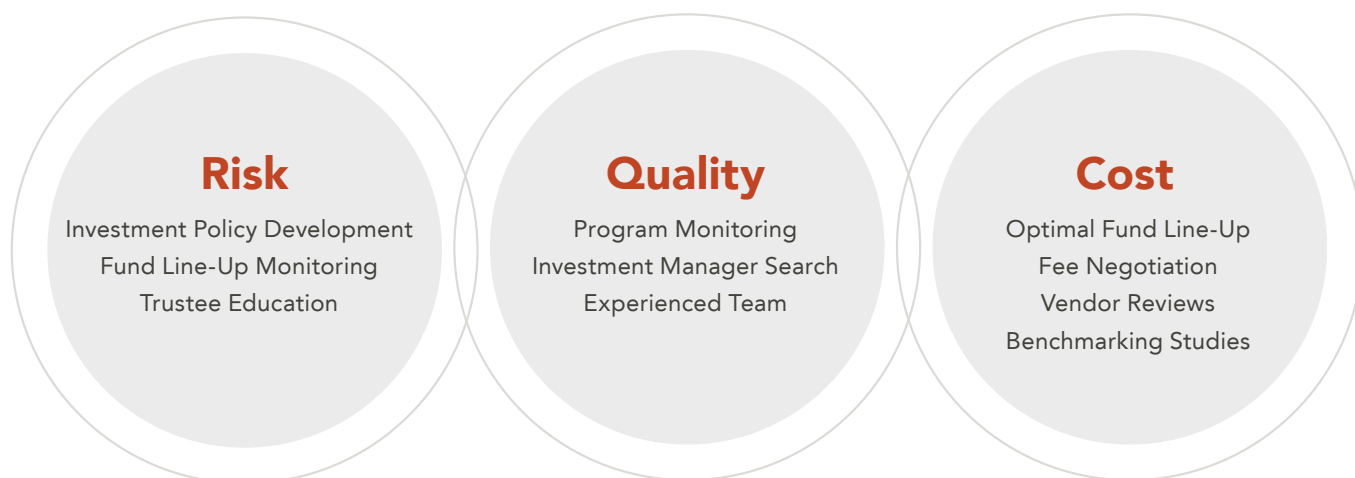 Risk
Investment Policy Development
Fund Line-Up Monitoring
Trustee Education
Quality
Program Monitoring
Investment Manager Search
Experienced Team
Cost
Optimal Fund Line-Up
Fee Negotiation
Vendor Reviews
Benchmarking Studies